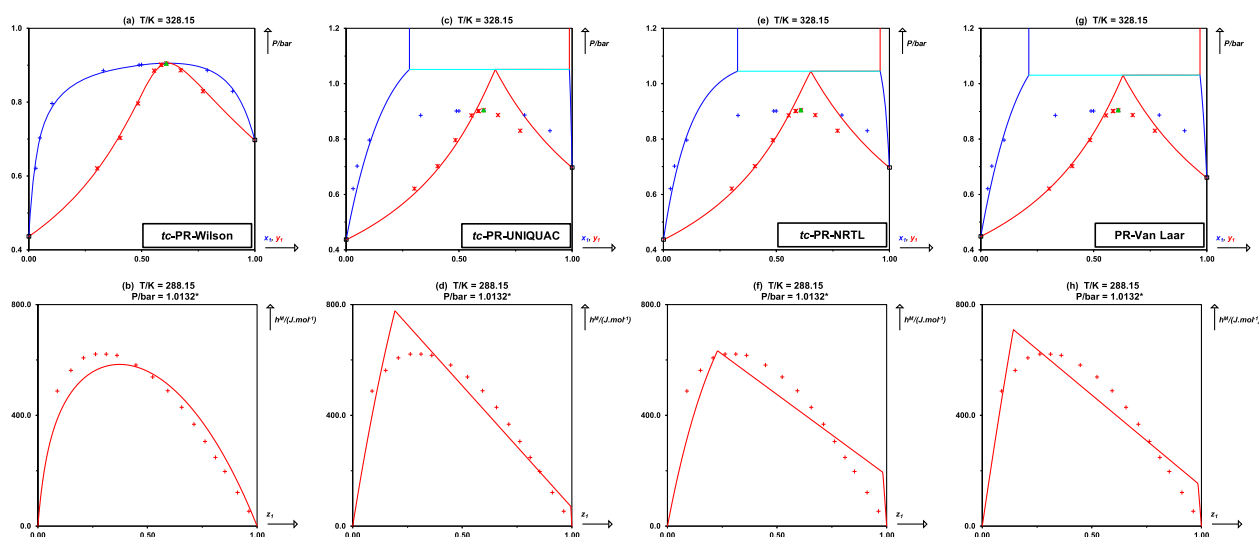 (a) T/K = 328.15
P/bar
1.0
0.8
0.6
0.4
0.00
0.50
1.00
x₁, y₁
tc-PR-Wilson
(c) T/K = 328.15
P/bar
1.2
1.0
0.8
0.6
0.4
0.00
0.50
1.00
x₁, y₁
tc-PR-UNIQUAC
(e) T/K = 328.15
P/bar
1.2
1.0
0.8
0.6
0.4
0.00
0.50
1.00
x₁, y₁
tc-PR-NRTL
(g) T/K = 328.15
P/bar
1.2
1.0
0.8
0.6
0.4
0.00
0.50
1.00
x₁, y₁
PR-Van Laar
(b) T/K = 288.15
P/bar = 1.0132*
800.0
hᴹ/(J.mol⁻¹)
400.0
0.0
0.00
0.50
1.00
z₁
(d) T/K = 288.15
P/bar = 1.0132*
800.0
hᴹ/(J.mol⁻¹)
400.0
0.0
0.00
0.50
1.00
z₁
(f) T/K = 288.15
P/bar = 1.0132*
800.0
hᴹ/(J.mol⁻¹)
400.0
0.0
0.00
0.50
1.00
z₁
(h) T/K = 288.15
P/bar = 1.0132*
800.0
hᴹ/(J.mol⁻¹)
400.0
0.0
0.00
0.50
1.00
z₁